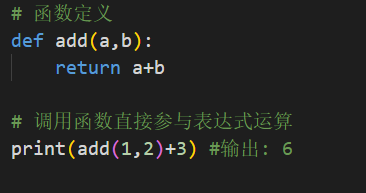 # 函数定义
def add(a,b):
    return a+b
# 调用函数直接参与表达式运算
print(add(1,2)+3) #输出: 6